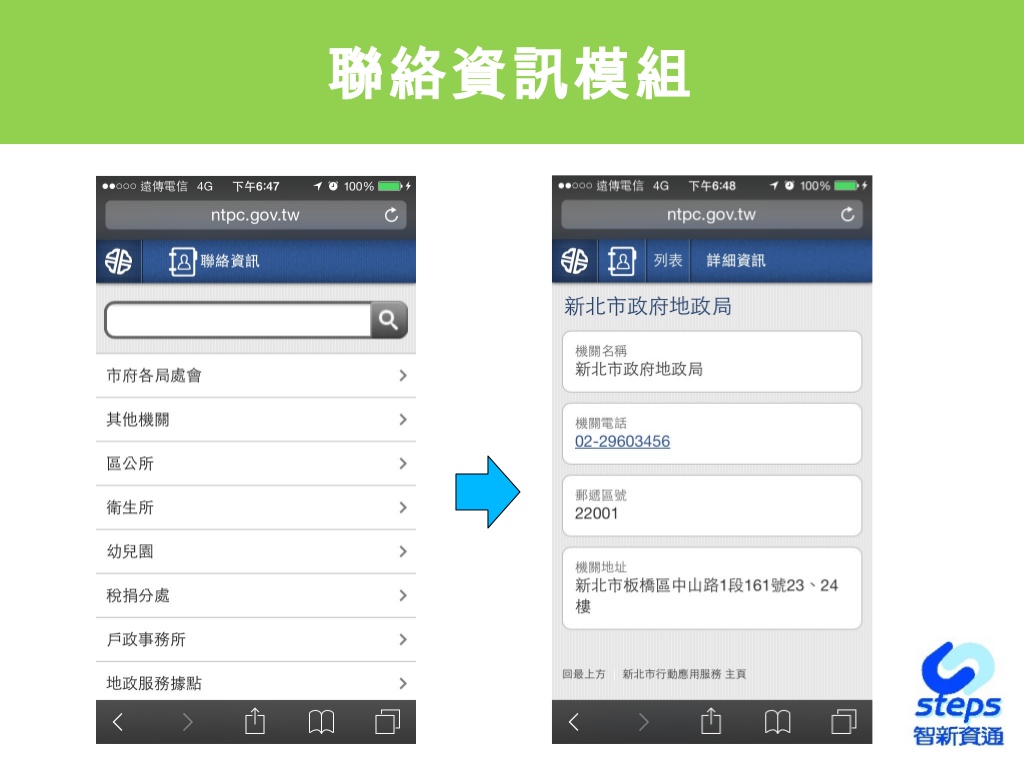 聯絡資訊模組
遠傳電信 4G 下午6:47 100%
ntpc.gov.tw
聯絡資訊
市府各局處會
其他機關
區公所
衛生所
幼兒園
稅捐分處
戶政事務所
地政服務據點
遠傳電信 4G 下午6:48 100%
ntpc.gov.tw
列表 詳細資訊
新北市政府地政局
機關名稱
新北市政府地政局
機關電話
02-29603456
郵遞區號
22001
機關地址
新北市板橋區中山路1段161號23、24
樓
回最上方 新北市行動應用服務 主頁
steps
智新資通